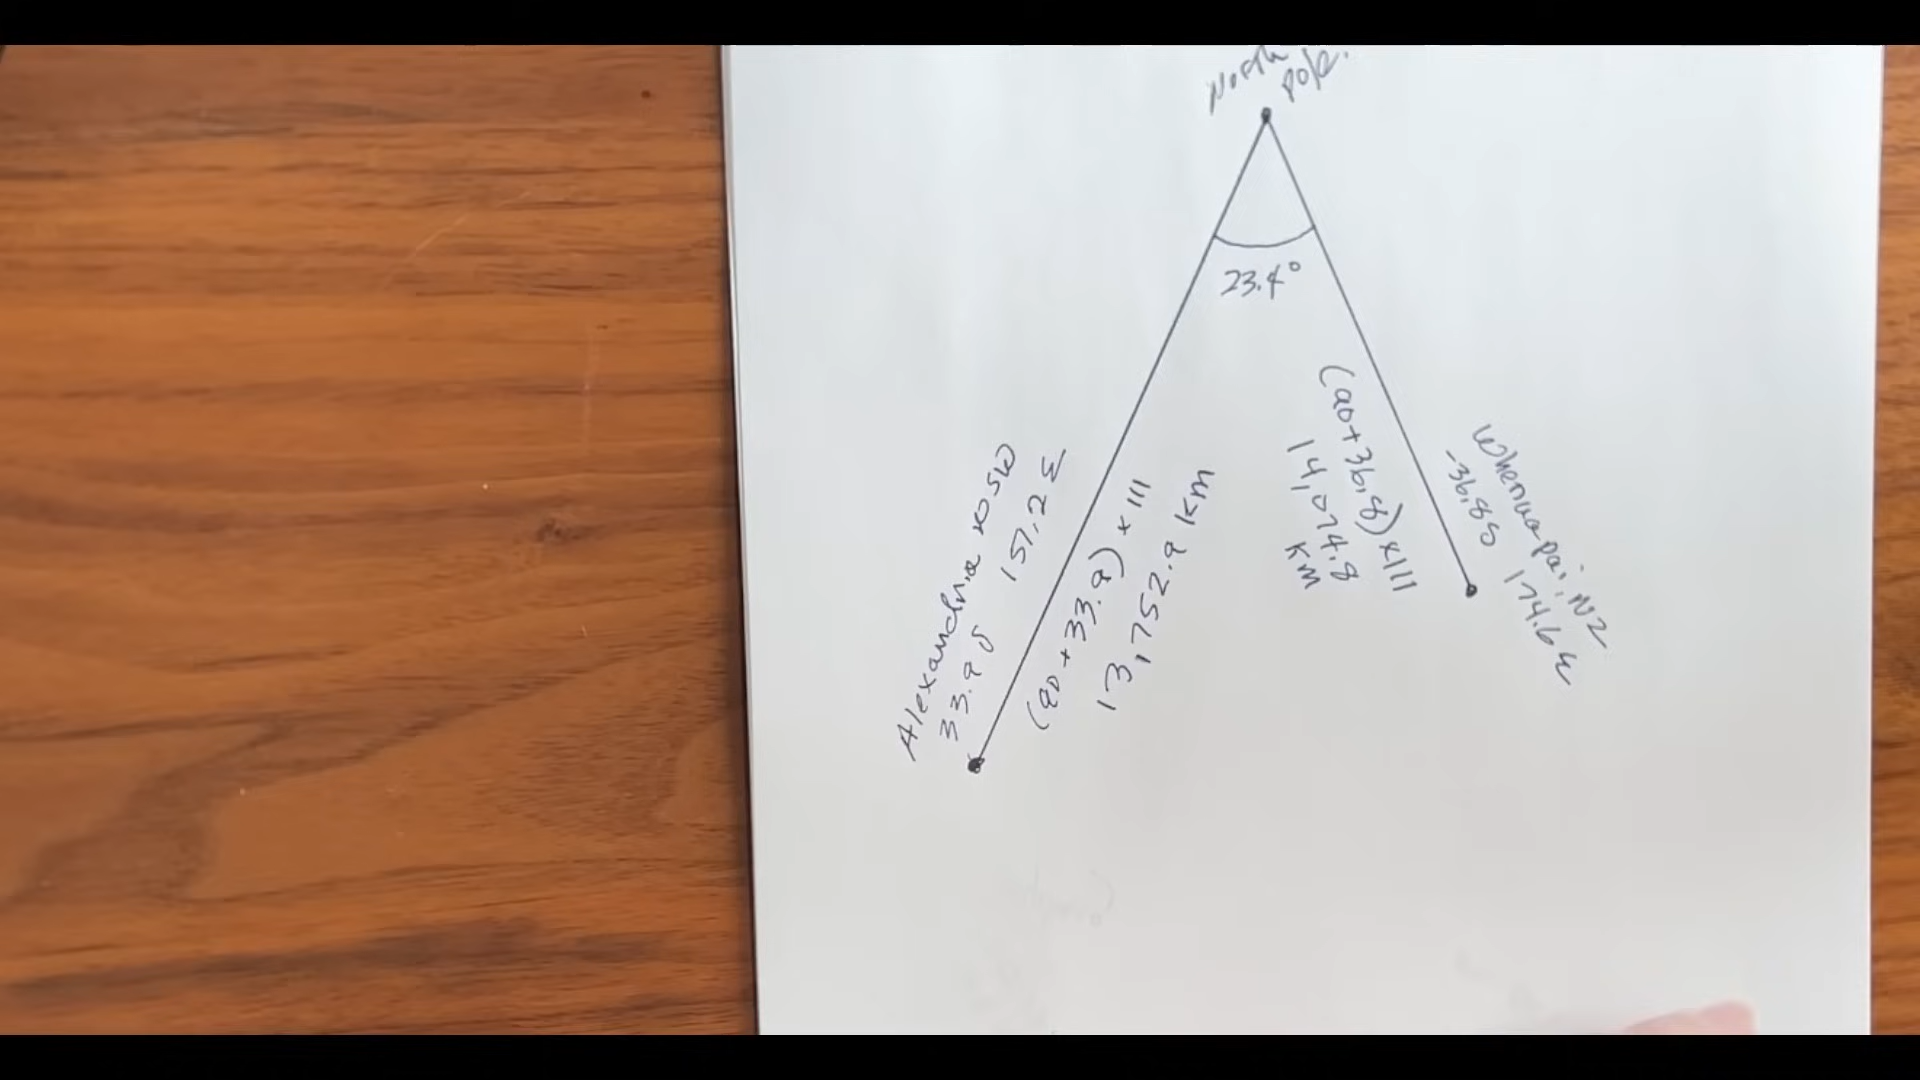 North
pole.
23.4°
Alexandria NSW
33.9 S 151.2 E
(90 + 33.9) × 111
13,752.9 km
(90+36.8)×111
14,074.8
km
Whenuapai NZ
-36.8S 174.6 E